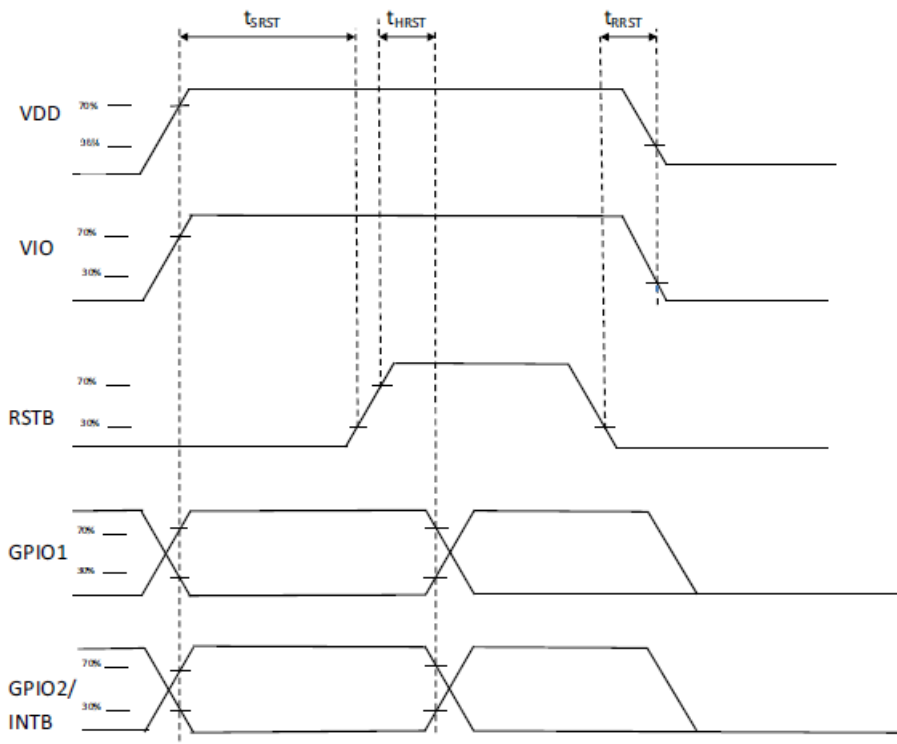 tSRST tHRST tRRST
VDD
70%
VIO
70%
30%
RSTB
70%
30%
GPIO1
70%
30%
GPIO2/
INTB
70%
30%